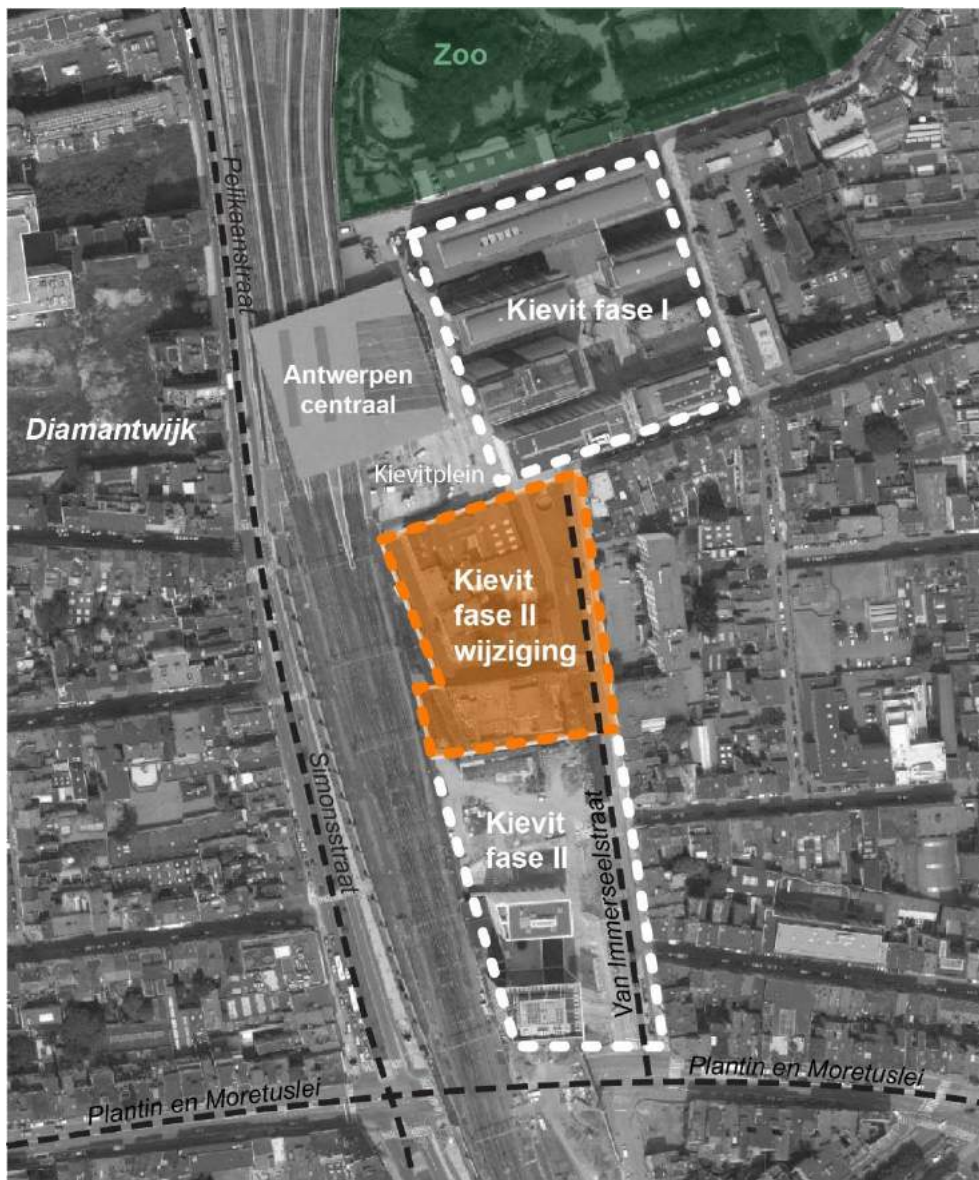 Zoo
Pelikaanstraat
Kievit fase I
Antwerpen
centraal
Diamantwijk
Kievitplein
Kievit
fase II
wijziging
Simonsstraat
Kievit
fase II
Van Immerseelstraat
Plantin en Moretuslei
Plantin en Moretuslei